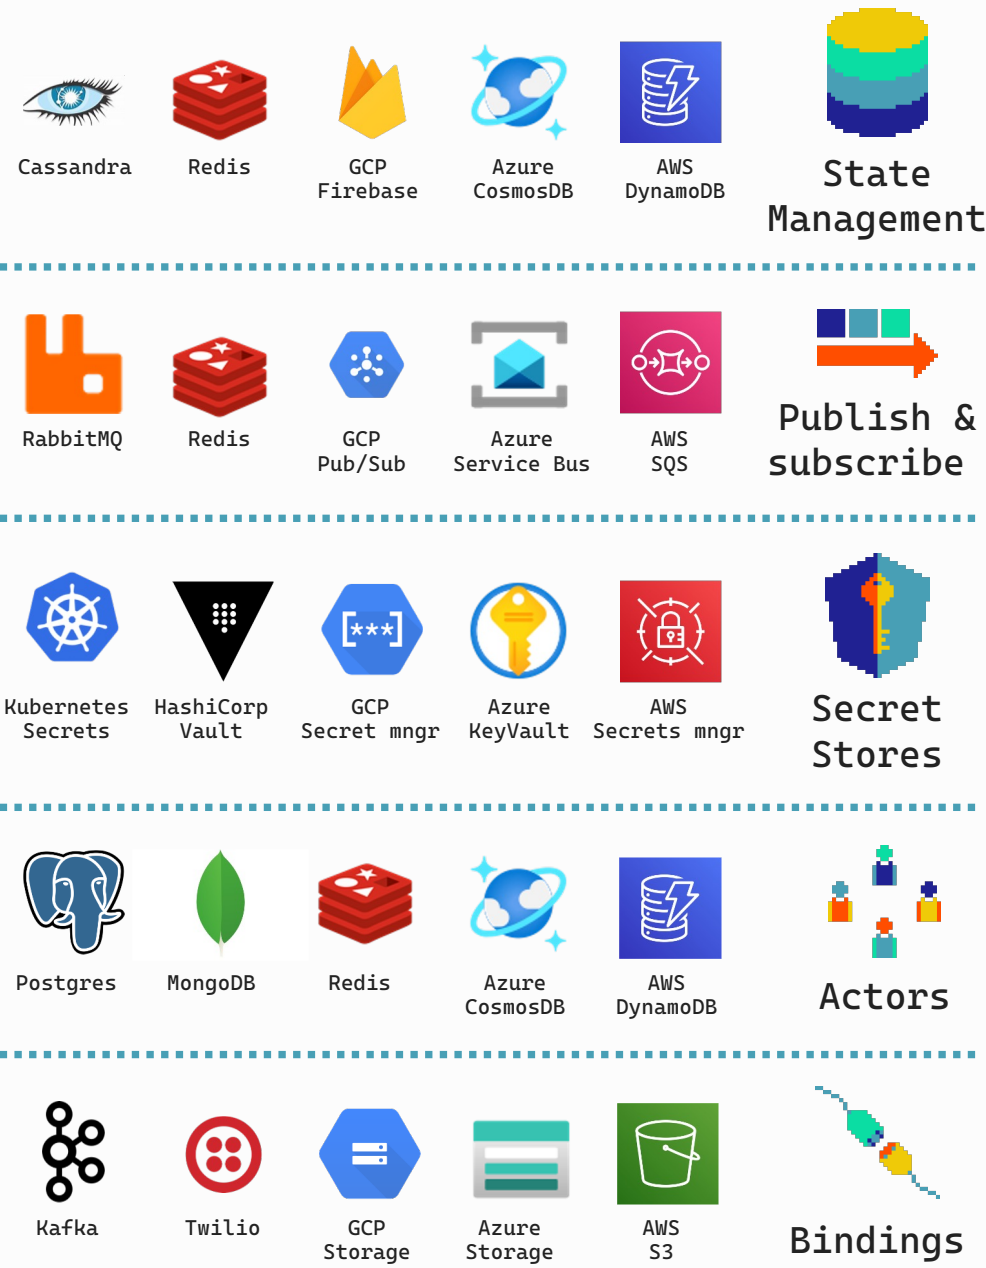 Cassandra
Redis
GCP
Firebase
Azure
CosmosDB
AWS
DynamoDB
State
Management
RabbitMQ
Redis
GCP
Pub/Sub
Azure
Service Bus
AWS
SQS
Publish &
subscribe
Kubernetes
Secrets
HashiCorp
Vault
[***]
GCP
Secret mngr
Azure
KeyVault
AWS
Secrets mngr
Secret
Stores
Postgres
MongoDB
Redis
Azure
CosmosDB
AWS
DynamoDB
Actors
Kafka
Twilio
GCP
Storage
Azure
Storage
AWS
S3
Bindings